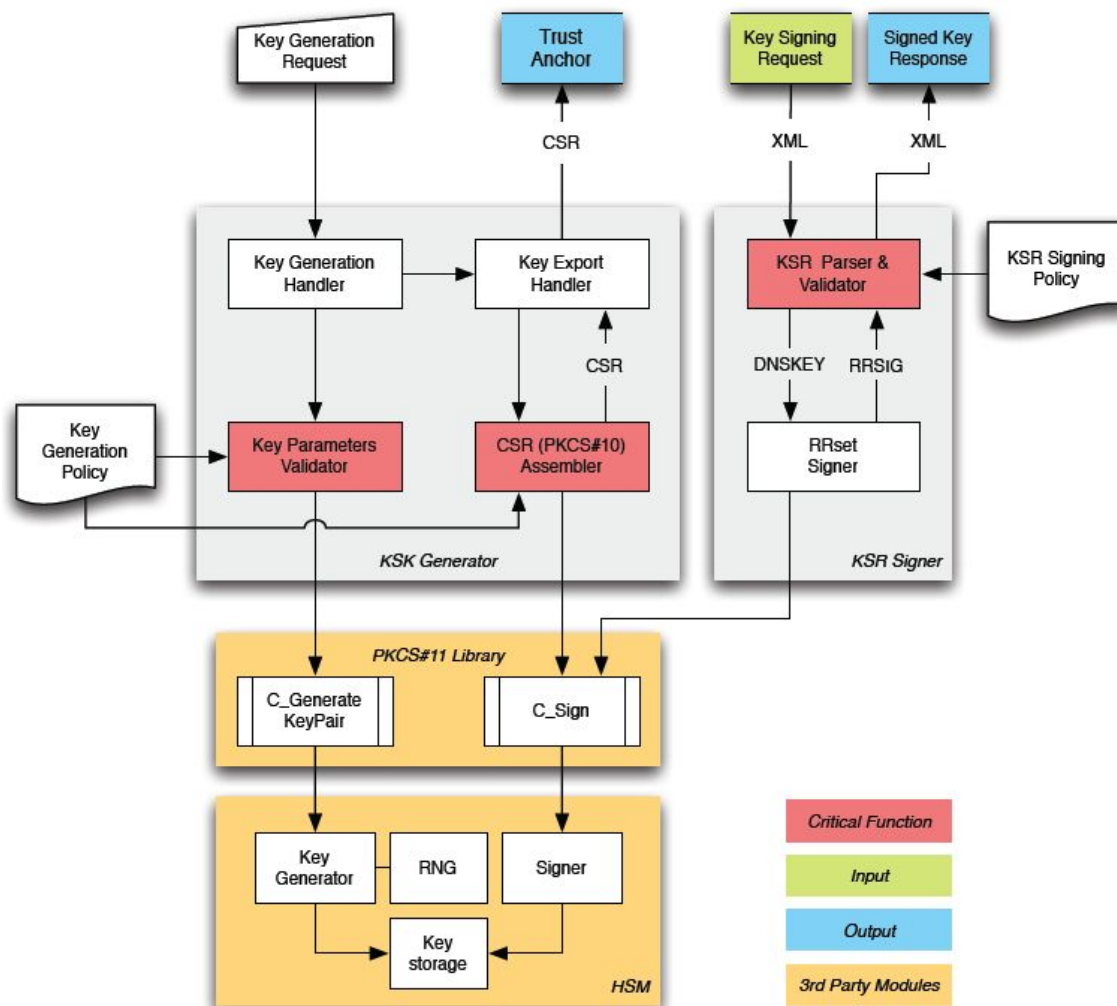 Key Generation
Request
Trust
Anchor
Key Signing
Request
Signed Key
Response
CSR
XML
XML
Key Generation
Handler
Key Export
Handler
KSR Parser &
Validator
KSR Signing
Policy
CSR
DNSKEY
RRSIG
Key
Generation
Policy
Key Parameters
Validator
CSR (PKCS#10)
Assembler
RRset
Signer
KSK Generator
KSR Signer
PKCS#11 Library
C_Generate
KeyPair
C_Sign
Key
Generator
RNG
Signer
Key
storage
HSM
Critical Function
Input
Output
3rd Party Modules